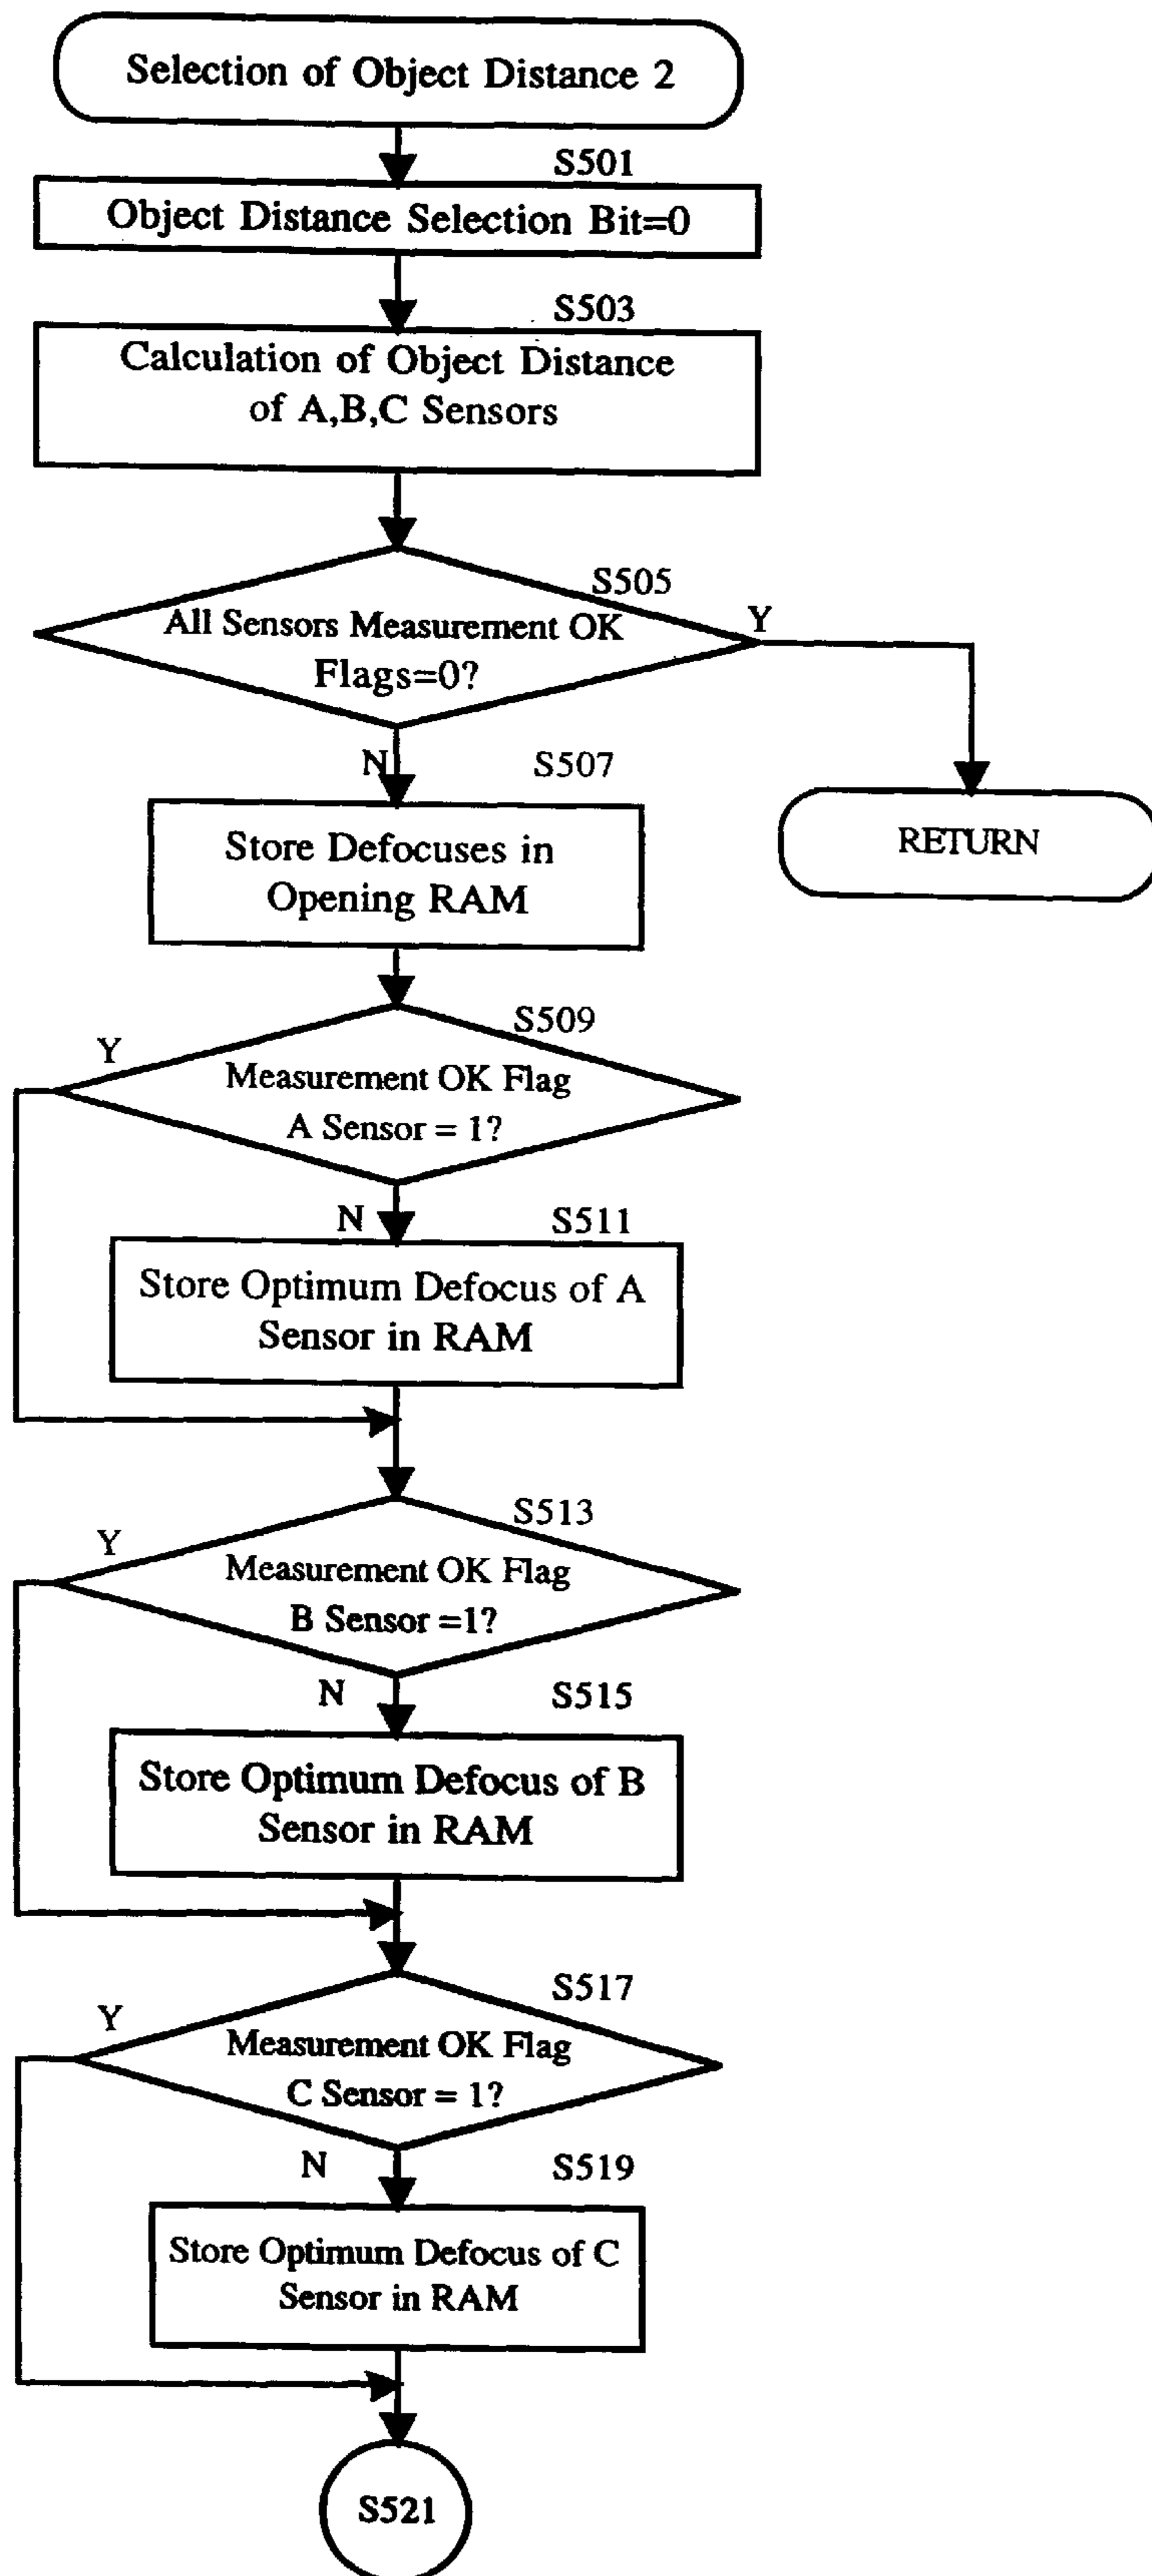 Selection of Object Distance 2
S501
Object Distance Selection Bit=0
S503
Calculation of Object Distance
of A,B,C Sensors
S505
All Sensors Measurement OK
Flags=0?
Y
N
S507
RETURN
Store Defocuses in
Opening RAM
S509
Y
Measurement OK Flag
A Sensor = 1?
N
S511
Store Optimum Defocus of A
Sensor in RAM
S513
Y
Measurement OK Flag
B Sensor =1?
N
S515
Store Optimum Defocus of B
Sensor in RAM
S517
Y
Measurement OK Flag
C Sensor = 1?
N
S519
Store Optimum Defocus of C
Sensor in RAM
S521